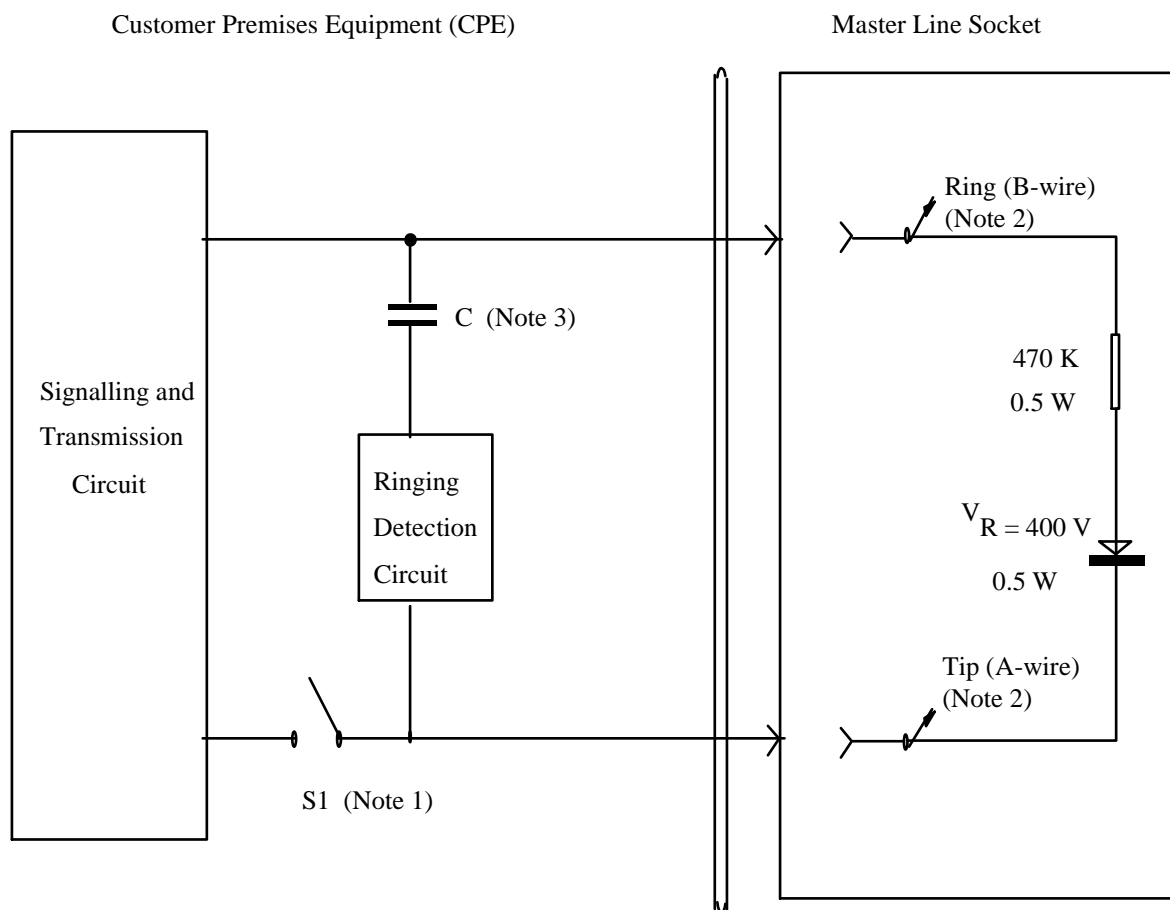 Customer Premises Equipment (CPE)
Master Line Socket
Ring (B-wire)
(Note 2)
C (Note 3)
470 K
0.5 W
Signalling and
Transmission
Circuit
Ringing
Detection
Circuit
VR = 400 V
0.5 W
Tip (A-wire)
(Note 2)
S1 (Note 1)